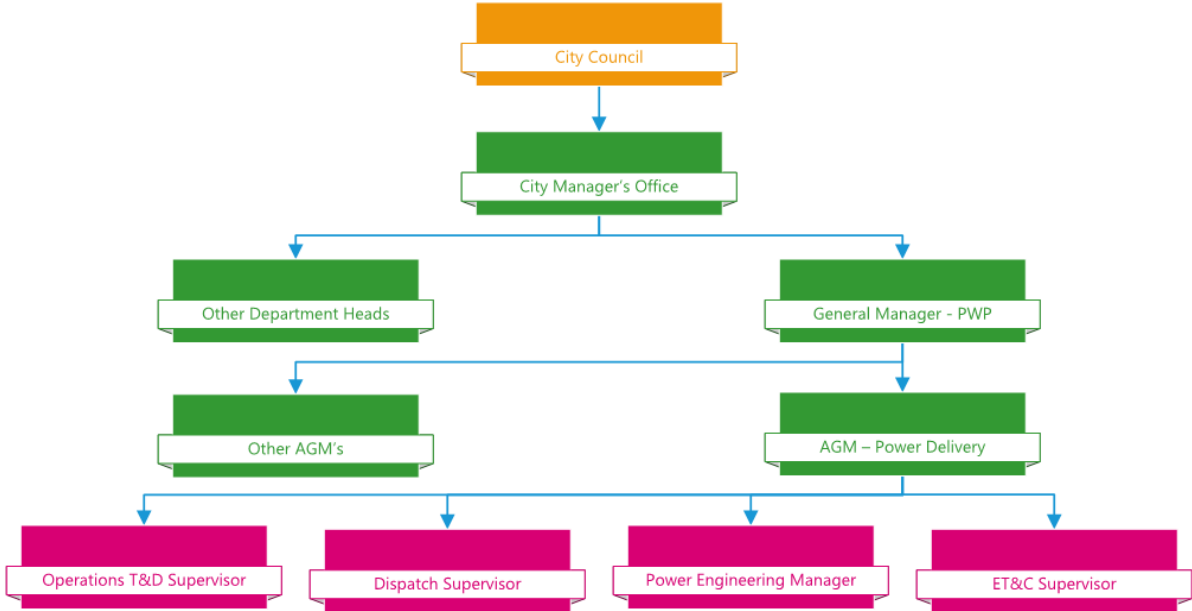 City Council
City Manager’s Office
Other Department Heads
General Manager - PWP
Other AGM’s
AGM – Power Delivery
Operations T&D Supervisor
Dispatch Supervisor
Power Engineering Manager
ET&C Supervisor